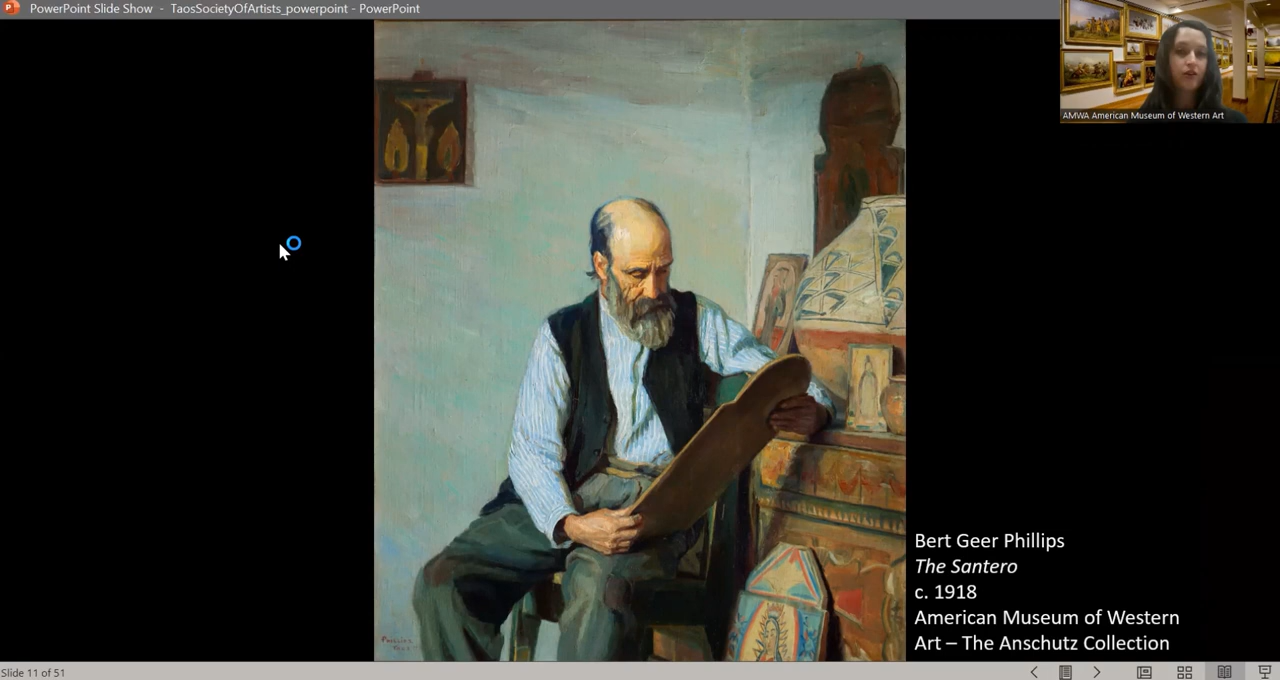 PowerPoint Slide Show - TaosSocietyOfArtists_powerpoint - PowerPoint
AMWA American Museum of Western Art
Bert Geer Phillips
The Santero
c. 1918
American Museum of Western
Art – The Anschutz Collection
Slide 11 of 51